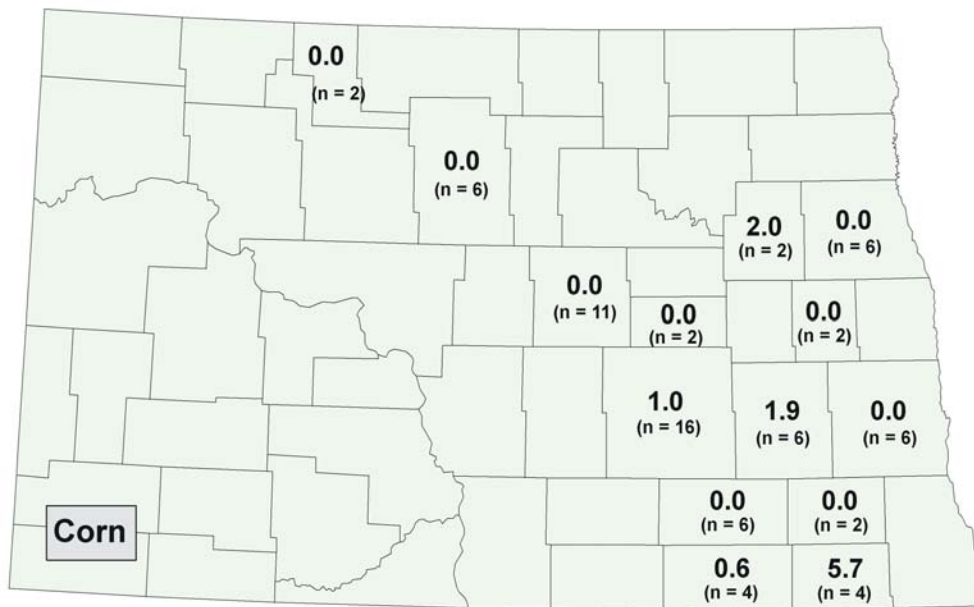 0.0
(n = 2)
0.0
(n = 6)
2.0
(n = 2)
0.0
(n = 6)
0.0
(n = 11)
0.0
(n = 2)
0.0
(n = 2)
1.0
(n = 16)
1.9
(n = 6)
0.0
(n = 6)
0.0
(n = 6)
0.0
(n = 2)
Corn
0.6
(n = 4)
5.7
(n = 4)